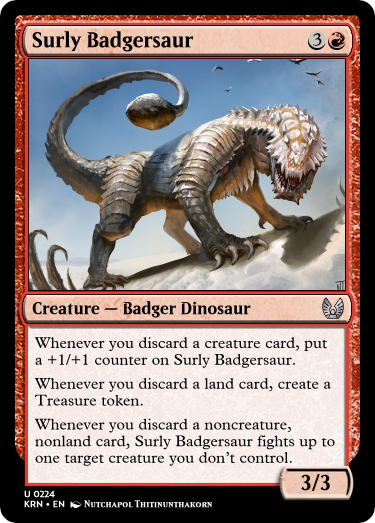 Surly Badgersaur 3
Creature — Badger Dinosaur
Whenever you discard a creature card, put
a +1/+1 counter on Surly Badgersaur.
Whenever you discard a land card, create a
Treasure token.
Whenever you discard a noncreature,
nonland card, Surly Badgersaur fights up to
one target creature you don't control.
3/3
U 0224
KRN • EN Nutchapol Thitinunthakorn